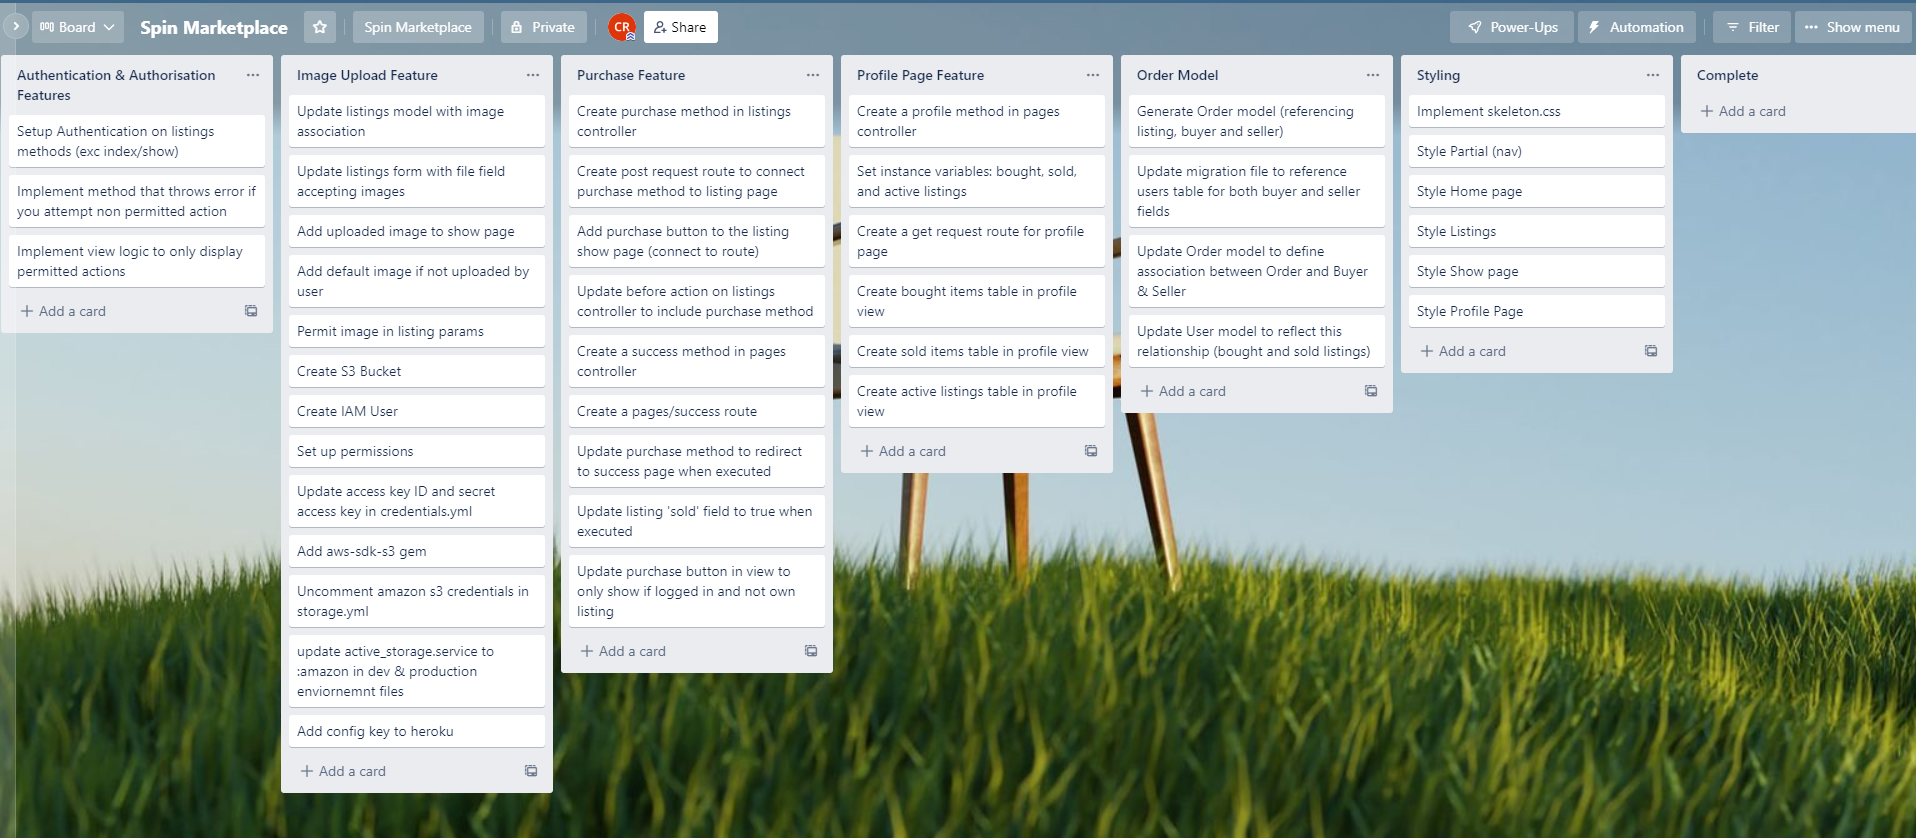 Board
Spin Marketplace
Spin Marketplace
Private
CR
Share
Power-Ups
Automation
Filter
Show menu
Authentication & Authorisation
Features
Setup Authentication on listings
methods (exc index/show)
Implement method that throws error if
you attempt non permitted action
Implement view logic to only display
permitted actions
Add a card
Image Upload Feature
Update listings model with image
association
Update listings form with file field
accepting images
Add uploaded image to show page
Add default image if not uploaded by
user
Permit image in listing params
Create S3 Bucket
Create IAM User
Set up permissions
Update access key ID and secret
access key in credentials.yml
Add aws-sdk-s3 gem
Uncomment amazon s3 credentials in
storage.yml
update active_storage.service to
:amazon in dev & production
enviornemnt files
Add config key to heroku
Add a card
Purchase Feature
Create purchase method in listings
controller
Create post request route to connect
purchase method to listing page
Add purchase button to the listing
show page (connect to route)
Update before action on listings
controller to include purchase method
Create a success method in pages
controller
Create a pages/success route
Update purchase method to redirect
to success page when executed
Update listing 'sold' field to true when
executed
Update purchase button in view to
only show if logged in and not own
listing
Add a card
Profile Page Feature
Create a profile method in pages
controller
Set instance variables: bought, sold,
and active listings
Create a get request route for profile
page
Create bought items table in profile
view
Create sold items table in profile view
Create active listings table in profile
view
Add a card
Order Model
Generate Order model (referencing
listing, buyer and seller)
Update migration file to reference
users table for both buyer and seller
fields
Update Order model to define
association between Order and Buyer
& Seller
Update User model to reflect this
relationship (bought and sold listings)
Add a card
Styling
Implement skeleton.css
Style Partial (nav)
Style Home page
Style Listings
Style Show page
Style Profile Page
Add a card
Complete
Add a card